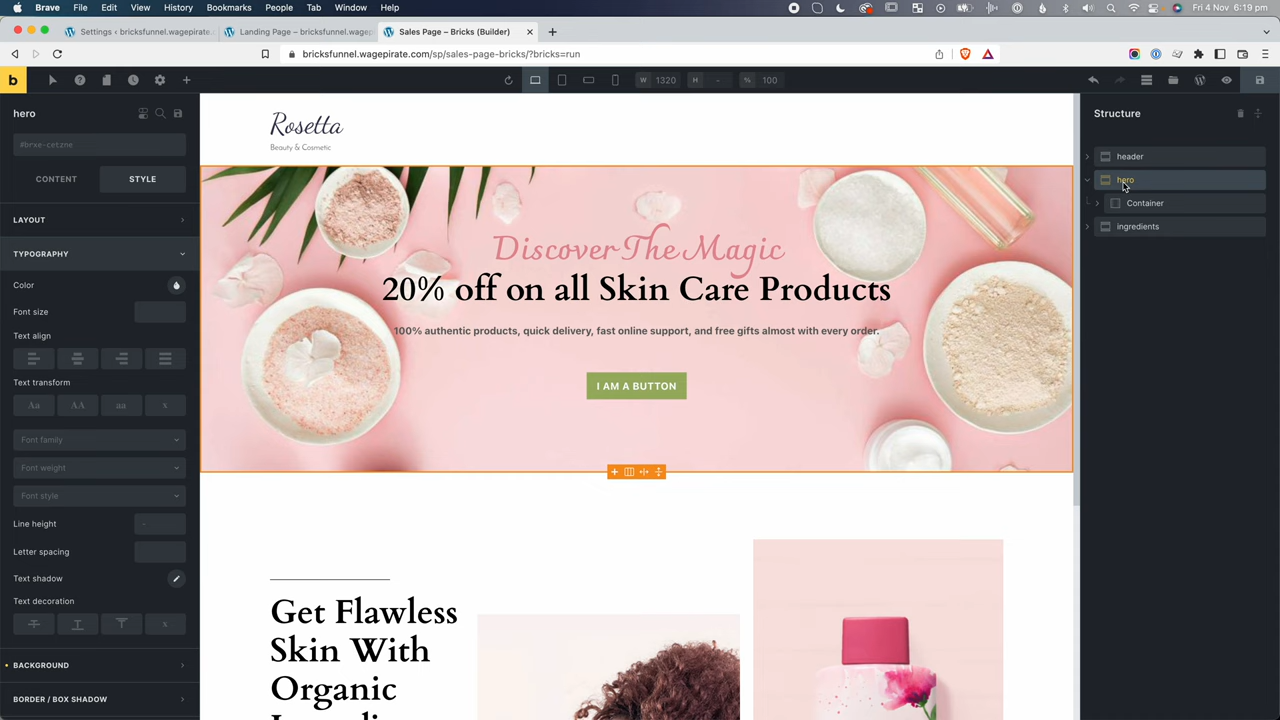 Brave File Edit View History Bookmarks People Tab Window Help
Fri 4 Nov 6:19 pm
Settings ‹ bricksfunnel.wagepirate.
Landing Page – Bricks (Builder)
Sales Page – Bricks (Builder)
bricksfunnel.wagepirate.com/sp/sales-page-bricks/?bricks=run
b
W 1320 H - % 100
hero
#brxe-cetzne
CONTENT STYLE
LAYOUT
TYPOGRAPHY
Color
Font size
Text align
Text transform
Aa AA aa x
Font family
Font weight
Font style
Line height -
Letter spacing
Text shadow
Text decoration
x
BACKGROUND
BORDER / BOX SHADOW
Rosetta
Beauty & Cosmetic
Discover The Magic
20% off on all Skin Care Products
100% authentic products, quick delivery, fast online support, and free gifts almost with every order.
I AM A BUTTON
Get Flawless
Skin With
Organic
Structure
header
hero
Container
ingredients